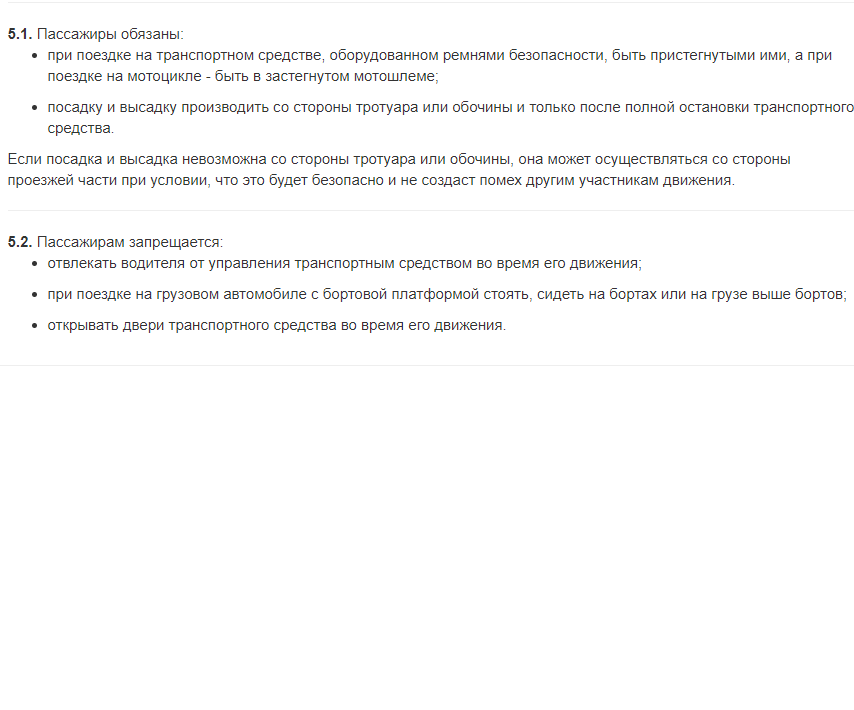 5.1. Пассажиры обязаны:
• при поездке на транспортном средстве, оборудованном ремнями безопасности, быть пристегнутыми ими, а при
поездке на мотоцикле - быть в застегнутом мотошлеме;
• посадку и высадку производить со стороны тротуара или обочины и только после полной остановки транспортного
средства.
Если посадка и высадка невозможна со стороны тротуара или обочины, она может осуществляться со стороны
проезжей части при условии, что это будет безопасно и не создаст помех другим участникам движения.
5.2. Пассажирам запрещается:
• отвлекать водителя от управления транспортным средством во время его движения;
• при поездке на грузовом автомобиле с бортовой платформой стоять, сидеть на бортах или на грузе выше бортов;
• открывать двери транспортного средства во время его движения.